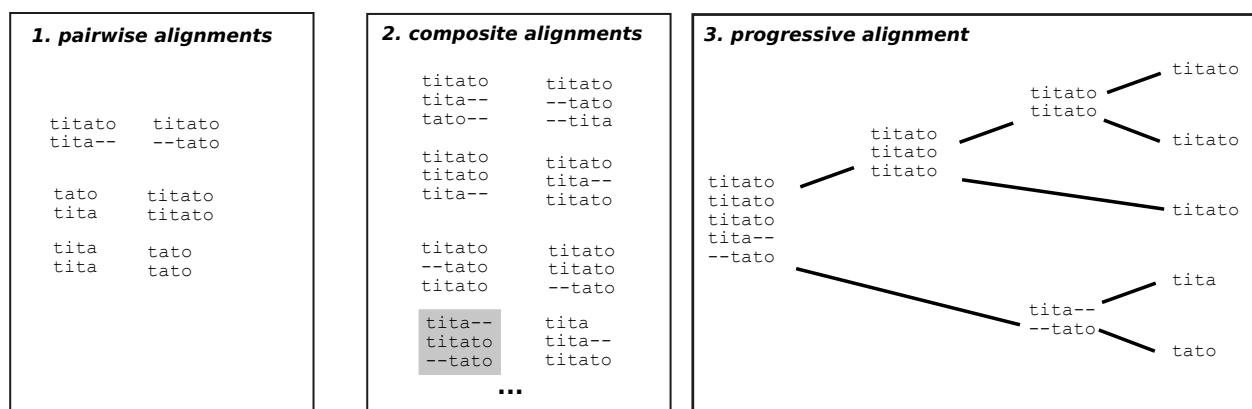 1. pairwise alignments
titato titato
tita-- --tato
tato titato
tita titato
tita tato
tita tato
2. composite alignments
titato titato
tita-- --tato
tato-- --tita
titato titato
titato tita--
tita-- titato
titato titato
--tato titato
titato --tato
tita-- tita
titato tita--
--tato titato
...
3. progressive alignment
titato
titato
titato
tita--
--tato
titato
titato
titato
titato
titato
tita--
--tato
titato
titato
titato
tita
tato